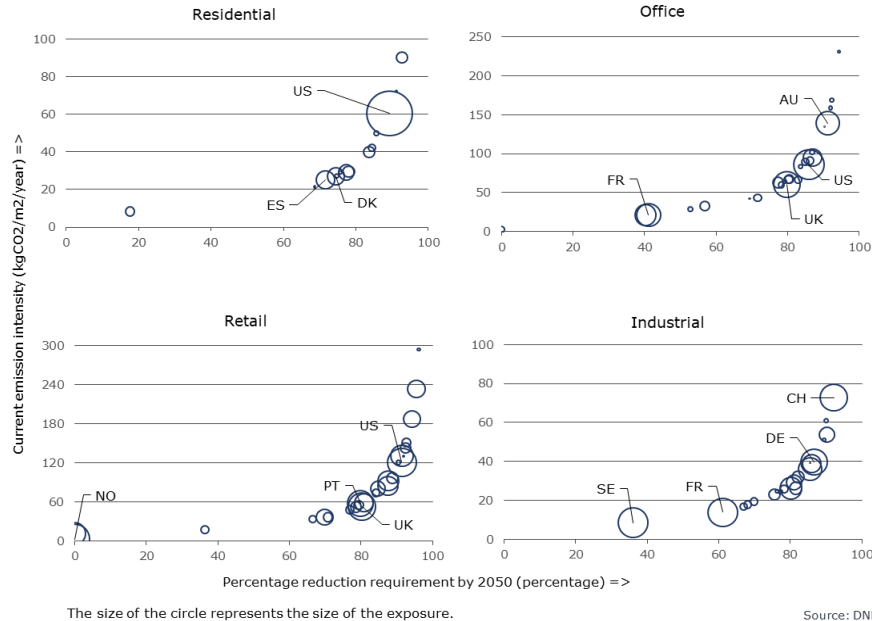 Residential
Office
Current emission intensity (kgCO2/m2/year) =>
100
80
60
40
20
0
0 20 40 60 80 100
US
ES
DK
250
200
150
100
50
0
0 20 40 60 80 100
AU
FR
US
UK
Retail
Industrial
300
240
180
120
60
0
0 20 40 60 80 100
US
PT
NO
UK
100
80
60
40
20
0
0 20 40 60 80 100
CH
DE
SE
FR
Percentage reduction requirement by 2050 (percentage) =>
The size of the circle represents the size of the exposure.
Source: